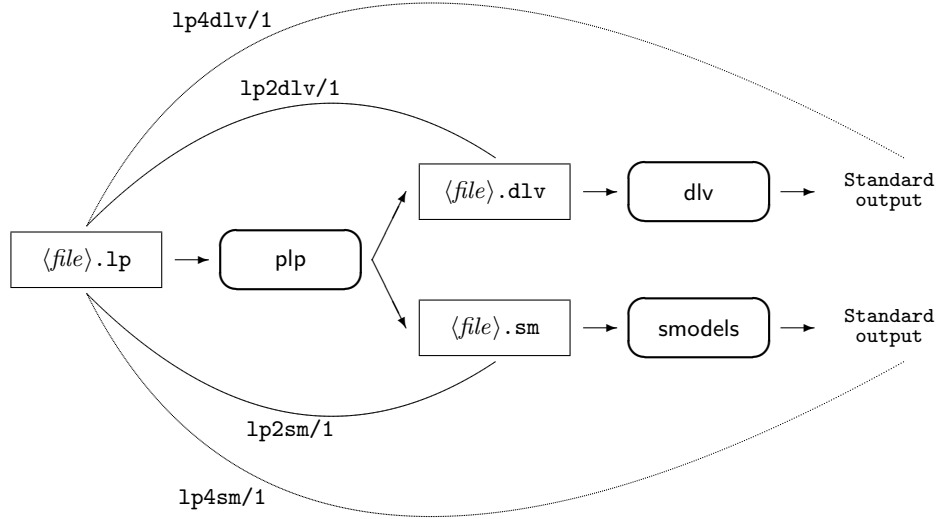 lp4dlv/1
lp2dlv/1
⟨file⟩.dlv
dlv
Standard
output
⟨file⟩.lp
plp
⟨file⟩.sm
smodels
Standard
output
lp2sm/1
lp4sm/1